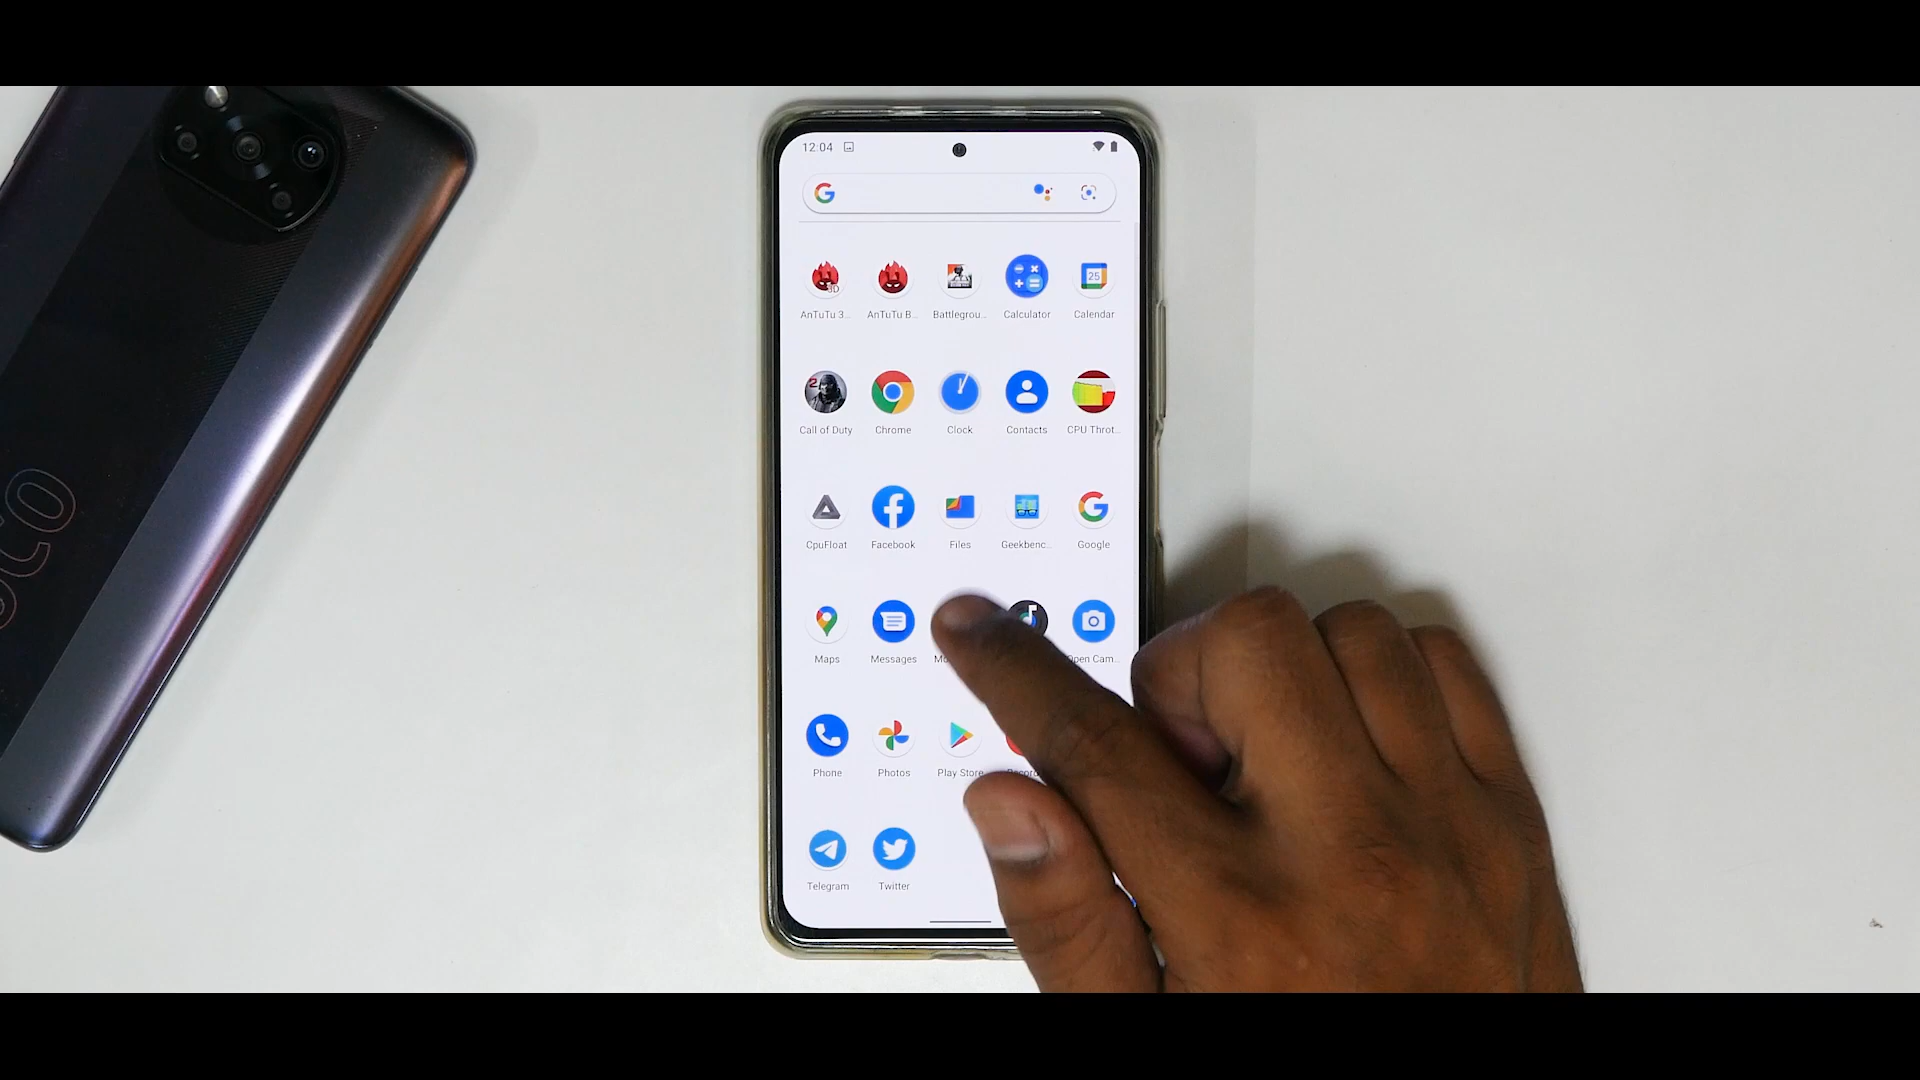 12:04
G
AnTuTu 3... AnTuTu B... Battlegrou... Calculator Calendar
25
Call of Duty Chrome Clock Contacts CPU Throt...
CpuFloat Facebook Files Geekbenc... Google
Maps Messages Open Cam...
Phone Photos Play Store
Telegram Twitter